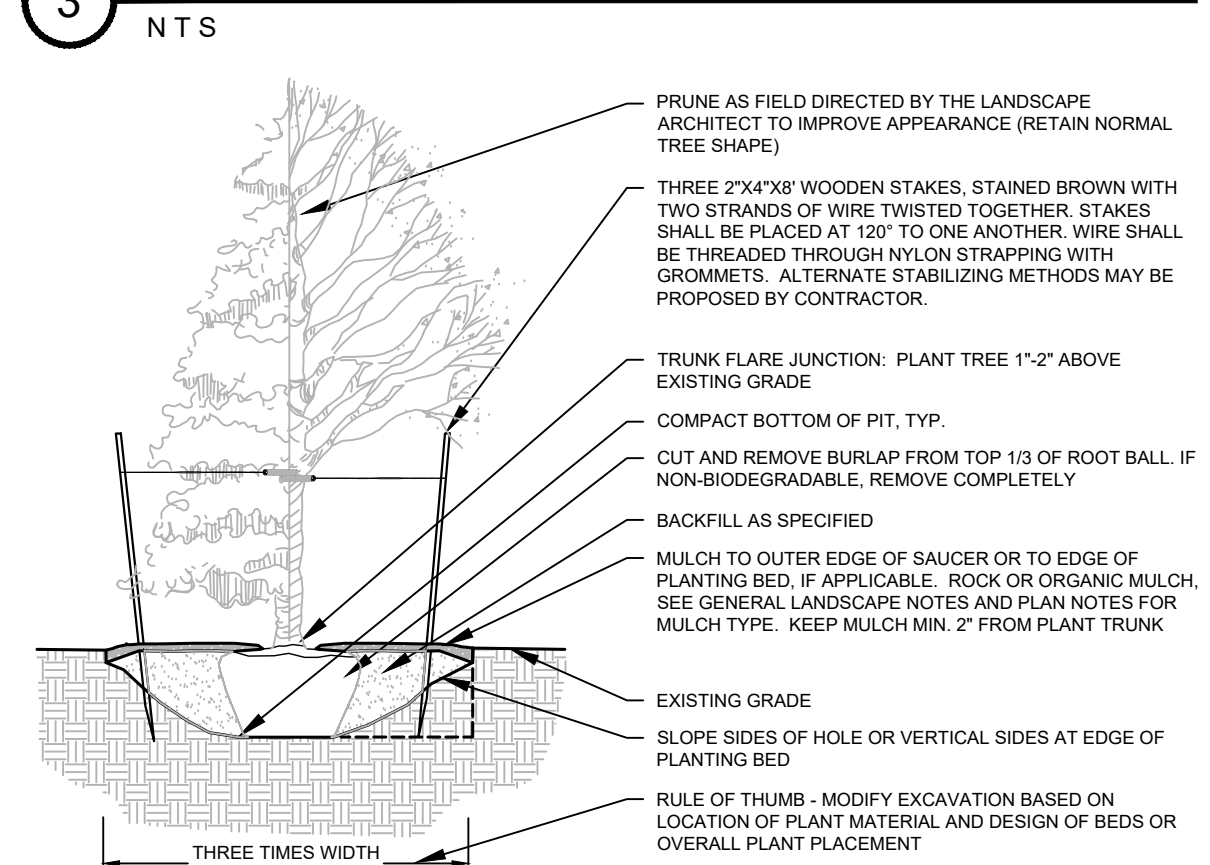 3
NTS
PRUNE AS FIELD DIRECTED BY THE LANDSCAPE
ARCHITECT TO IMPROVE APPEARANCE (RETAIN NORMAL
TREE SHAPE)
THREE 2"X4"X8' WOODEN STAKES, STAINED BROWN WITH
TWO STRANDS OF WIRE TWISTED TOGETHER. STAKES
SHALL BE PLACED AT 120° TO ONE ANOTHER. WIRE SHALL
BE THREADED THROUGH NYLON STRAPPING WITH
GROMMETS. ALTERNATE STABILIZING METHODS MAY BE
PROPOSED BY CONTRACTOR.
TRUNK FLARE JUNCTION: PLANT TREE 1"-2" ABOVE
EXISTING GRADE
COMPACT BOTTOM OF PIT, TYP.
CUT AND REMOVE BURLAP FROM TOP 1/3 OF ROOT BALL. IF
NON-BIODEGRADABLE, REMOVE COMPLETELY
BACKFILL AS SPECIFIED
MULCH TO OUTER EDGE OF SAUCER OR TO EDGE OF
PLANTING BED, IF APPLICABLE. ROCK OR ORGANIC MULCH,
SEE GENERAL LANDSCAPE NOTES AND PLAN NOTES FOR
MULCH TYPE. KEEP MULCH MIN. 2" FROM PLANT TRUNK
EXISTING GRADE
SLOPE SIDES OF HOLE OR VERTICAL SIDES AT EDGE OF
PLANTING BED
RULE OF THUMB - MODIFY EXCAVATION BASED ON
LOCATION OF PLANT MATERIAL AND DESIGN OF BEDS OR
OVERALL PLANT PLACEMENT
THREE TIMES WIDTH